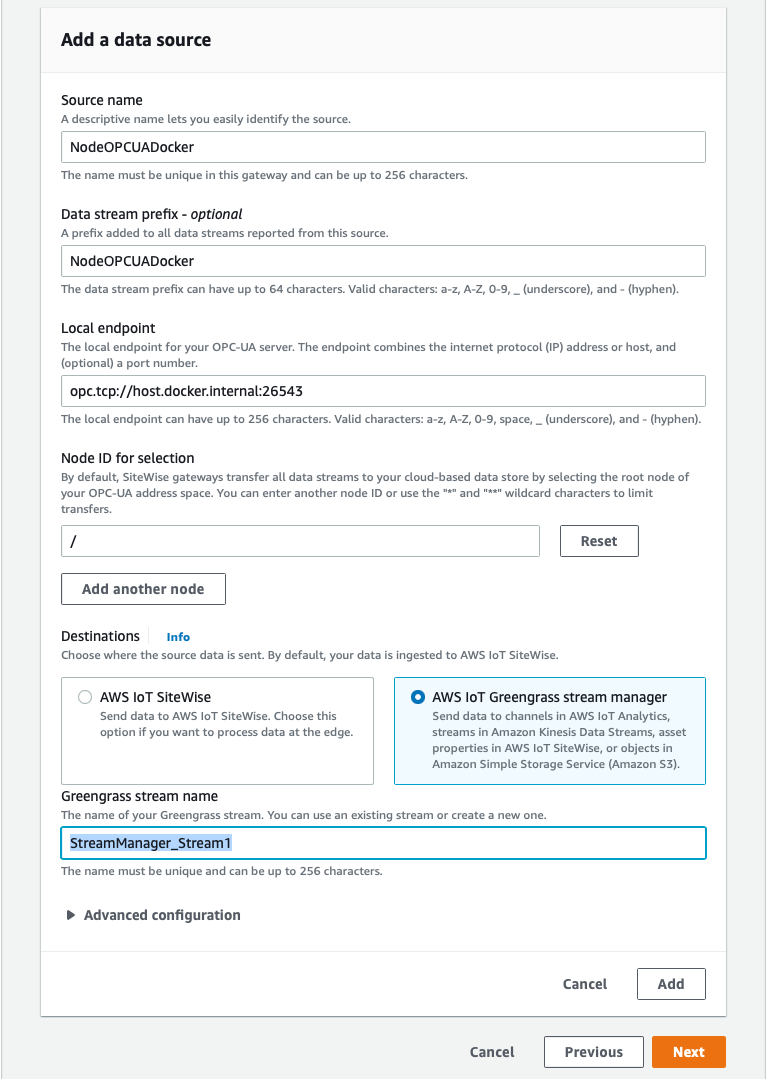 Add a data source
Source name
A descriptive name lets you easily identify the source.
NodeOPCUADocker
The name must be unique in this gateway and can be up to 256 characters.
Data stream prefix - optional
A prefix added to all data streams reported from this source.
NodeOPCUADocker
The data stream prefix can have up to 64 characters. Valid characters: a-z, A-Z, 0-9, _ (underscore), and - (hyphen).
Local endpoint
The local endpoint for your OPC-UA server. The endpoint combines the internet protocol (IP) address or host, and
(optional) a port number.
opc.tcp://host.docker.internal:26543
The local endpoint can have up to 256 characters. Valid characters: a-z, A-Z, 0-9, space, _ (underscore), and - (hyphen).
Node ID for selection
By default, SiteWise gateways transfer all data streams to your cloud-based data store by selecting the root node of
your OPC-UA address space. You can enter another node ID or use the "*" and "**" wildcard characters to limit
transfers.
/
Reset
Add another node
Destinations Info
Choose where the source data is sent. By default, your data is ingested to AWS IoT SiteWise.
AWS IoT SiteWise
Send data to AWS IoT SiteWise. Choose this
option if you want to process data at the edge.
AWS IoT Greengrass stream manager
Send data to channels in AWS IoT Analytics,
streams in Amazon Kinesis Data Streams, asset
properties in AWS IoT SiteWise, or objects in
Amazon Simple Storage Service (Amazon S3).
Greengrass stream name
The name of your Greengrass stream. You can use an existing stream or create a new one.
StreamManager_Stream1
The name must be unique and can be up to 256 characters.
Advanced configuration
Cancel Add
Cancel Previous Next